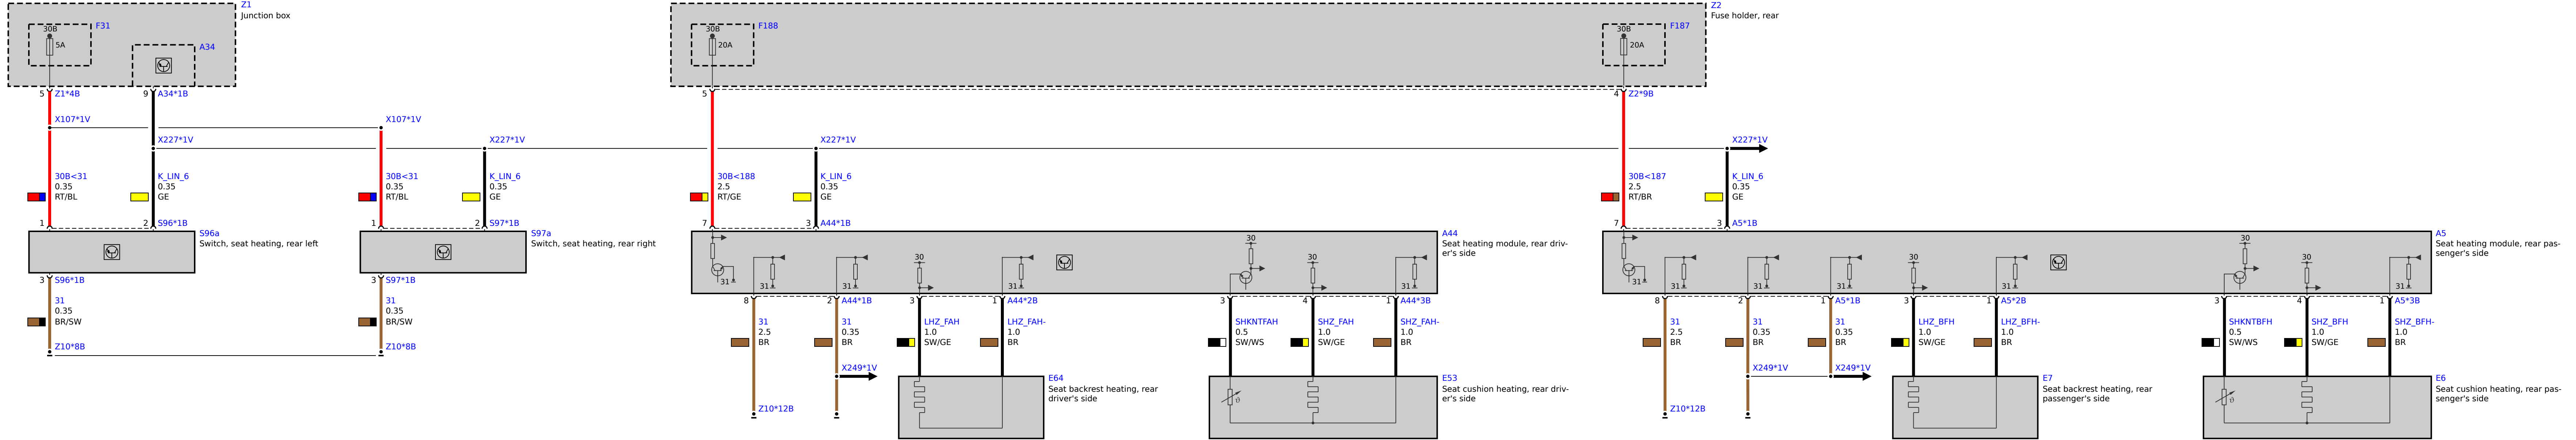 Z1
Junction box
F31
30B
5A
A34
Z2
Fuse holder, rear
F188
30B
20A
F187
30B
20A
5 Z1*4B
9 A34*1B
5
4 Z2*9B
X107*1V
X107*1V
X227*1V
X227*1V
X227*1V
X227*1V
30B<31
0.35
RT/BL
K_LIN_6
0.35
GE
30B<31
0.35
RT/BL
K_LIN_6
0.35
GE
30B<188
2.5
RT/GE
K_LIN_6
0.35
GE
30B<187
2.5
RT/BR
K_LIN_6
0.35
GE
1
2 S96*1B
1
2 S97*1B
7
3 A44*1B
7
3 A5*1B
S96a
Switch, seat heating, rear left
S97a
Switch, seat heating, rear right
A44
Seat heating module, rear driv-
er's side
A5
Seat heating module, rear pas-
senger's side
31
31
31
30
31
30
30
31
31
31
31
30
31
30
30
31
3 S96*1B
3 S97*1B
8
2 A44*1B
3
1 A44*2B
3
4
1 A44*3B
8
2
1 A5*1B
3
1 A5*2B
3
4
1 A5*3B
31
0.35
BR/SW
31
0.35
BR/SW
31
2.5
BR
31
0.35
BR
LHZ_FAH
1.0
SW/GE
LHZ_FAH-
1.0
BR
SHKNTFAH
0.5
SW/WS
SHZ_FAH
1.0
SW/GE
SHZ_FAH-
1.0
BR
31
2.5
BR
31
0.35
BR
31
0.35
BR
LHZ_BFH
1.0
SW/GE
LHZ_BFH-
1.0
BR
SHKNTBFH
0.5
SW/WS
SHZ_BFH
1.0
SW/GE
SHZ_BFH-
1.0
BR
Z10*8B
Z10*8B
X249*1V
X249*1V
X249*1V
Z10*12B
Z10*12B
E64
Seat backrest heating, rear
driver's side
E53
Seat cushion heating, rear driv-
er's side
E7
Seat backrest heating, rear
passenger's side
E6
Seat cushion heating, rear pas-
senger's side
ϑ
ϑ